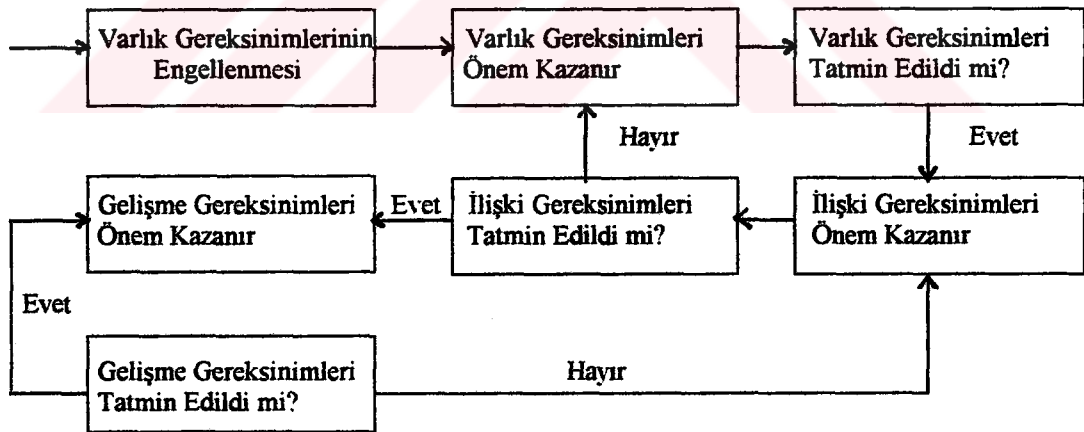 Varlık Gereksinimlerinin
Engellenmesi
Varlık Gereksinimleri
Önem Kazanır
Varlık Gereksinimleri
Tatmin Edildi mi?
Hayır
Evet
Gelişme Gereksinimleri
Önem Kazanır
Evet
İlişki Gereksinimleri
Tatmin Edildi mi?
İlişki Gereksinimleri
Önem Kazanır
Evet
Gelişme Gereksinimleri
Tatmin Edildi mi?
Hayır